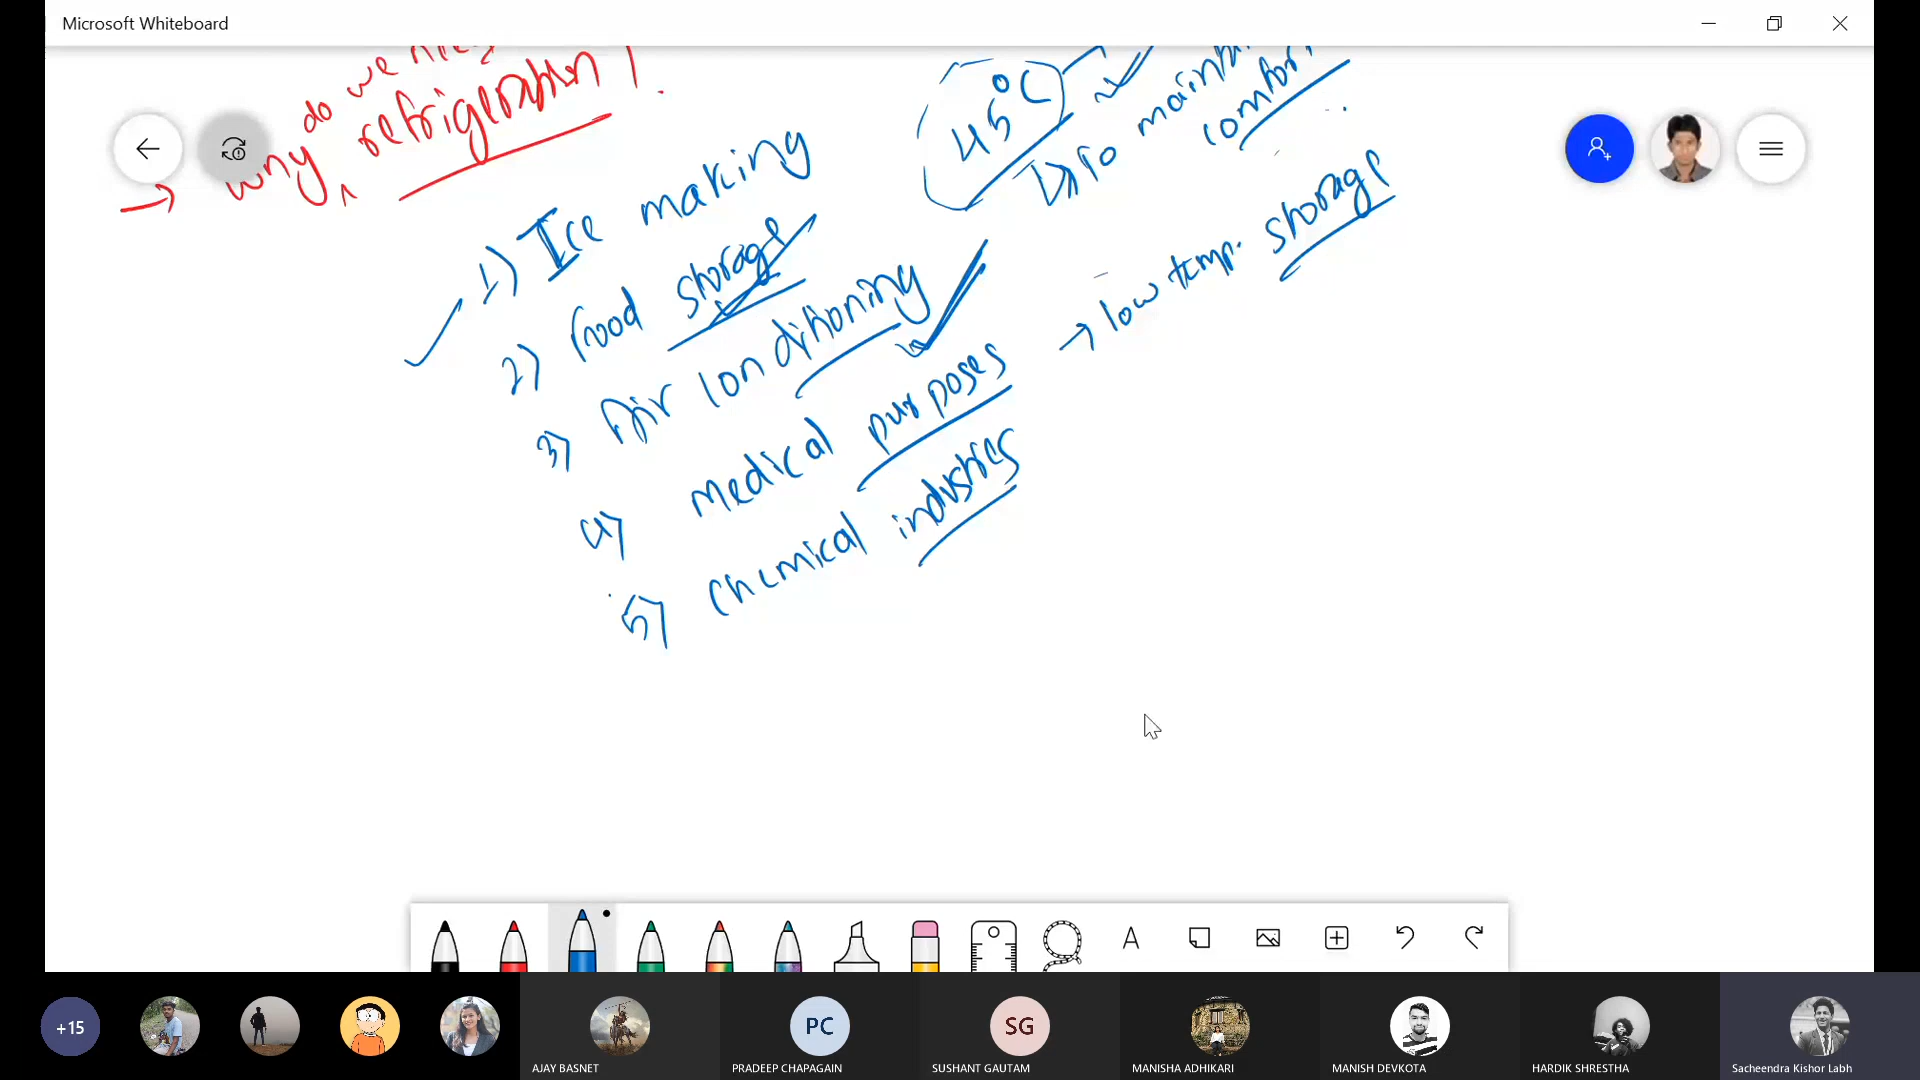 Microsoft Whiteboard
→ why do we
refrigeration!
45°C
1) To
comfort
1) Ice making
2) Food storage
3) Air Conditioning
4) medical purposes → low temp. storage
5) Chemical industries
A
+15
PC
SG
AJAY BASNET
PRADEEP CHAPAGAIN
SUSHANT GAUTAM
MANISHA ADHIKARI
MANISH DEVKOTA
HARDIK SHRESTHA
Sacheendra Kishor Labh